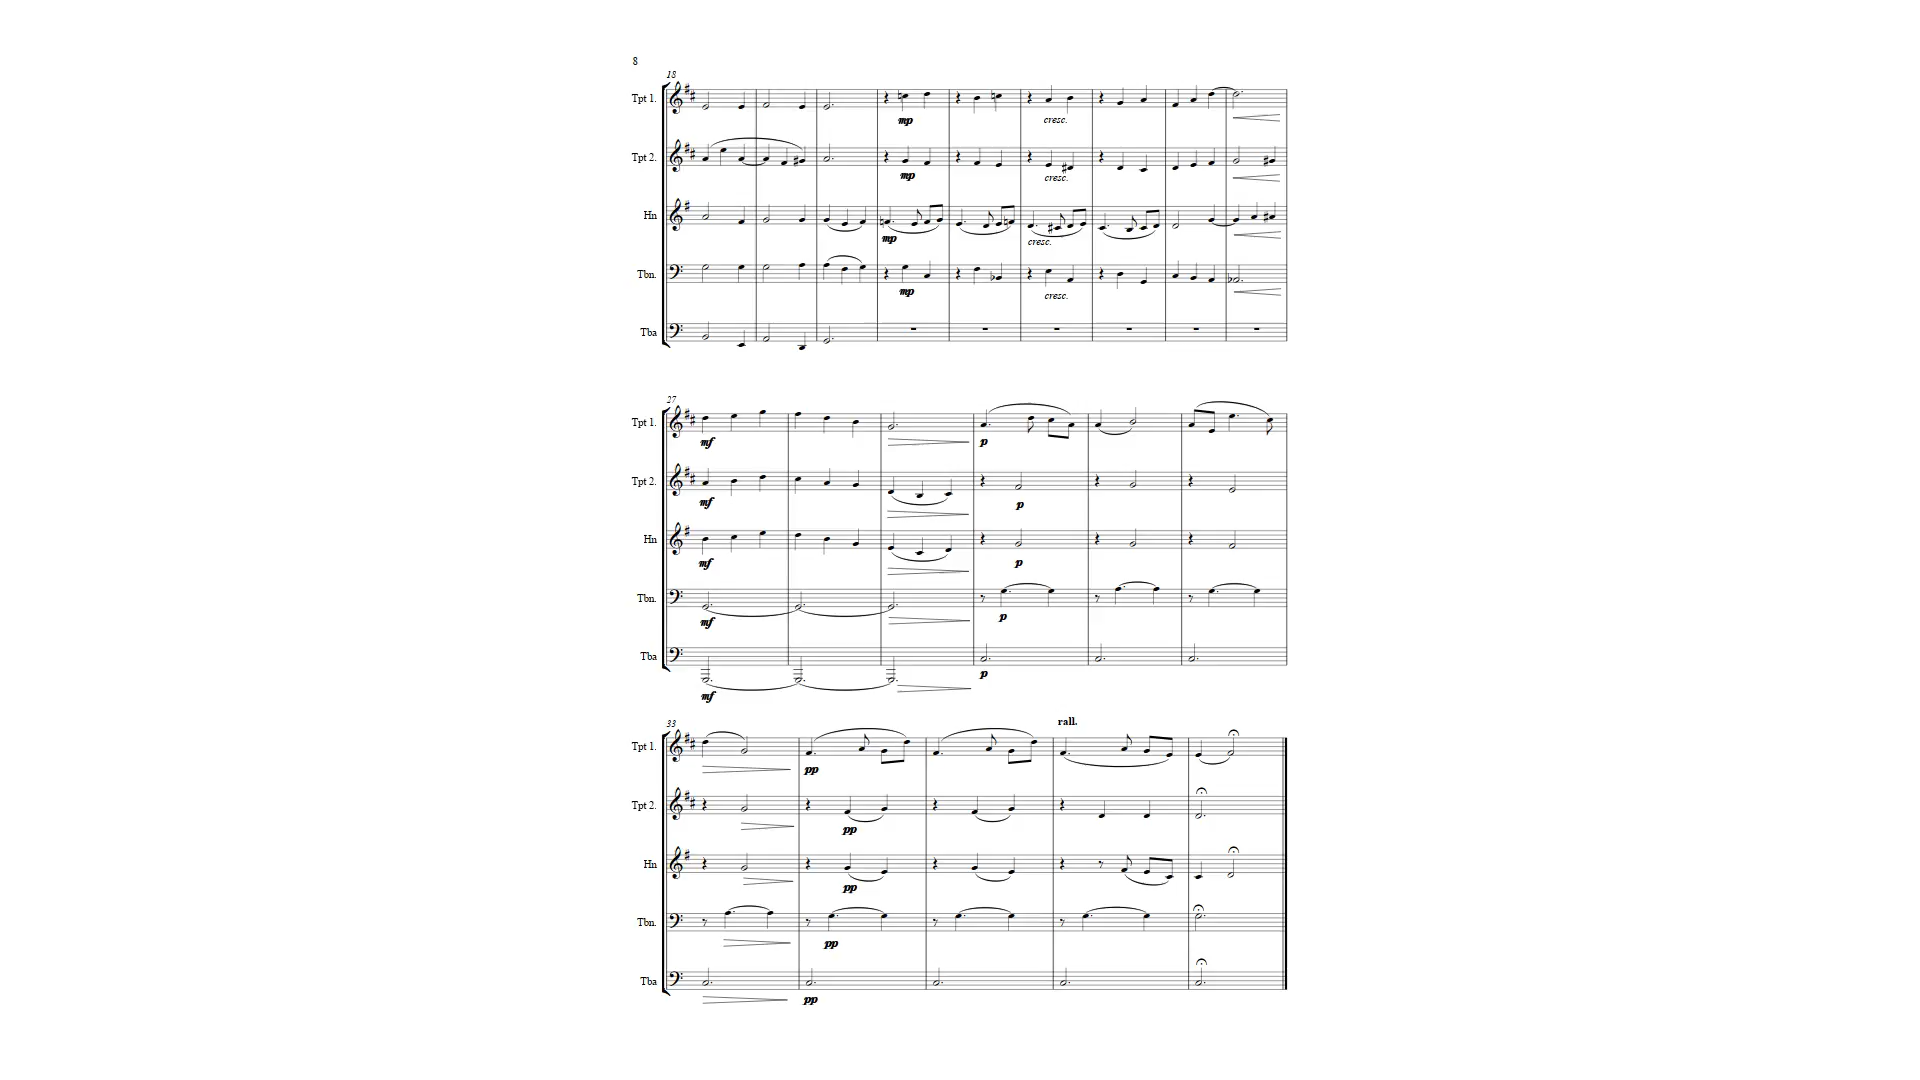 8
18
Tpt 1.
mp
cresc.
Tpt 2.
mp
cresc.
Hn
mp
cresc.
Tbn.
mp
cresc.
Tba
27
Tpt 1.
mf
p
Tpt 2.
mf
p
Hn
mf
p
Tbn.
mf
p
Tba
mf
p
33
rall.
Tpt 1.
pp
Tpt 2.
pp
Hn
pp
Tbn.
pp
Tba
pp